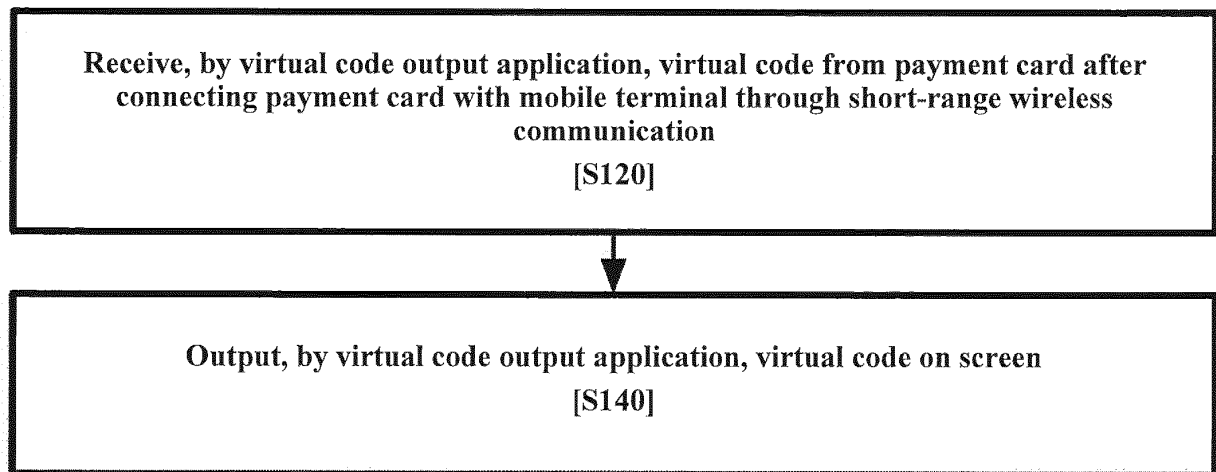 Receive, by virtual code output application, virtual code from payment card after
connecting payment card with mobile terminal through short-range wireless
communication
[S120]
Output, by virtual code output application, virtual code on screen
[S140]